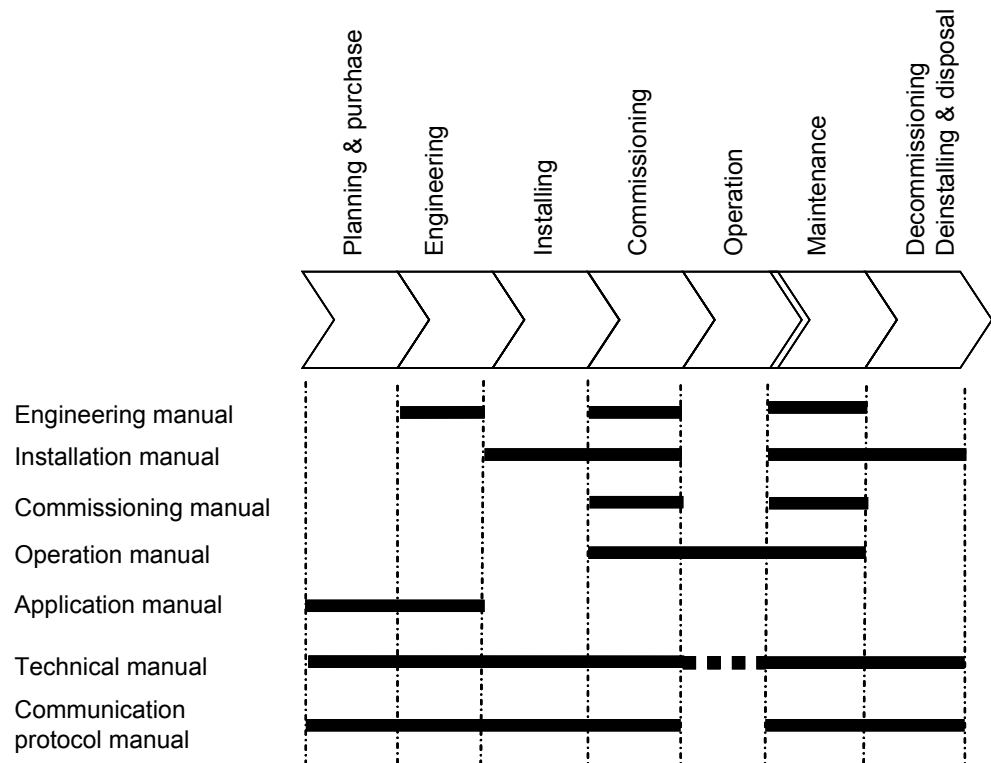 Planning & purchase
Engineering
Installing
Commissioning
Operation
Maintenance
Decommissioning
Deinstalling & disposal
Engineering manual
Installation manual
Commissioning manual
Operation manual
Application manual
Technical manual
Communication
protocol manual